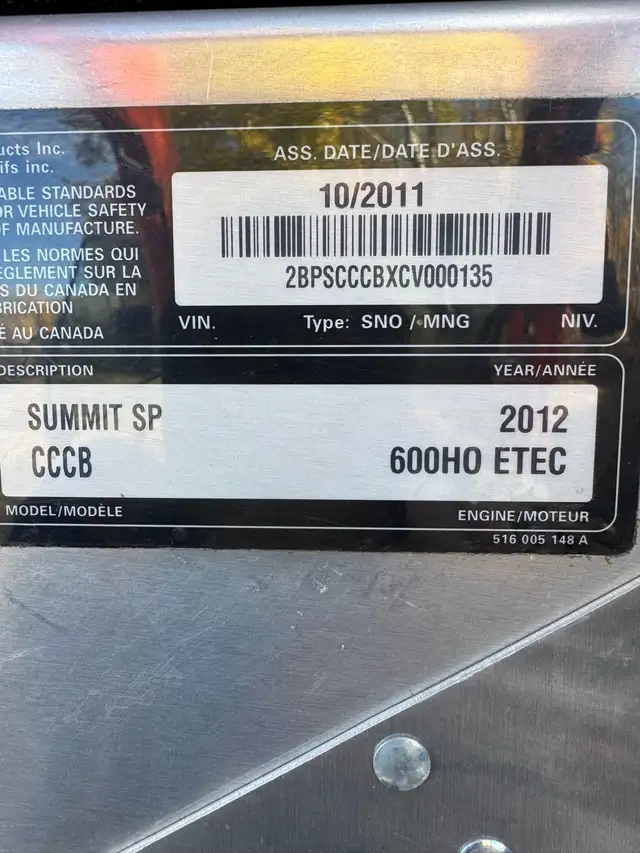 ucts Inc.
ifs inc.
ABLE STANDARDS
OR VEHICLE SAFETY
OF MANUFACTURE.
LES NORMES QUI
ÈGLEMENT SUR LA
S DU CANADA EN
BRICATION
É AU CANADA
ASS. DATE/DATE D'ASS.
10/2011
2BPSCCCBXCV000135
VIN. Type: SNO / MNG NIV.
DESCRIPTION YEAR/ANNÉE
SUMMIT SP 2012
CCCB 600HO ETEC
MODEL/MODÈLE ENGINE/MOTEUR
516 005 148 A